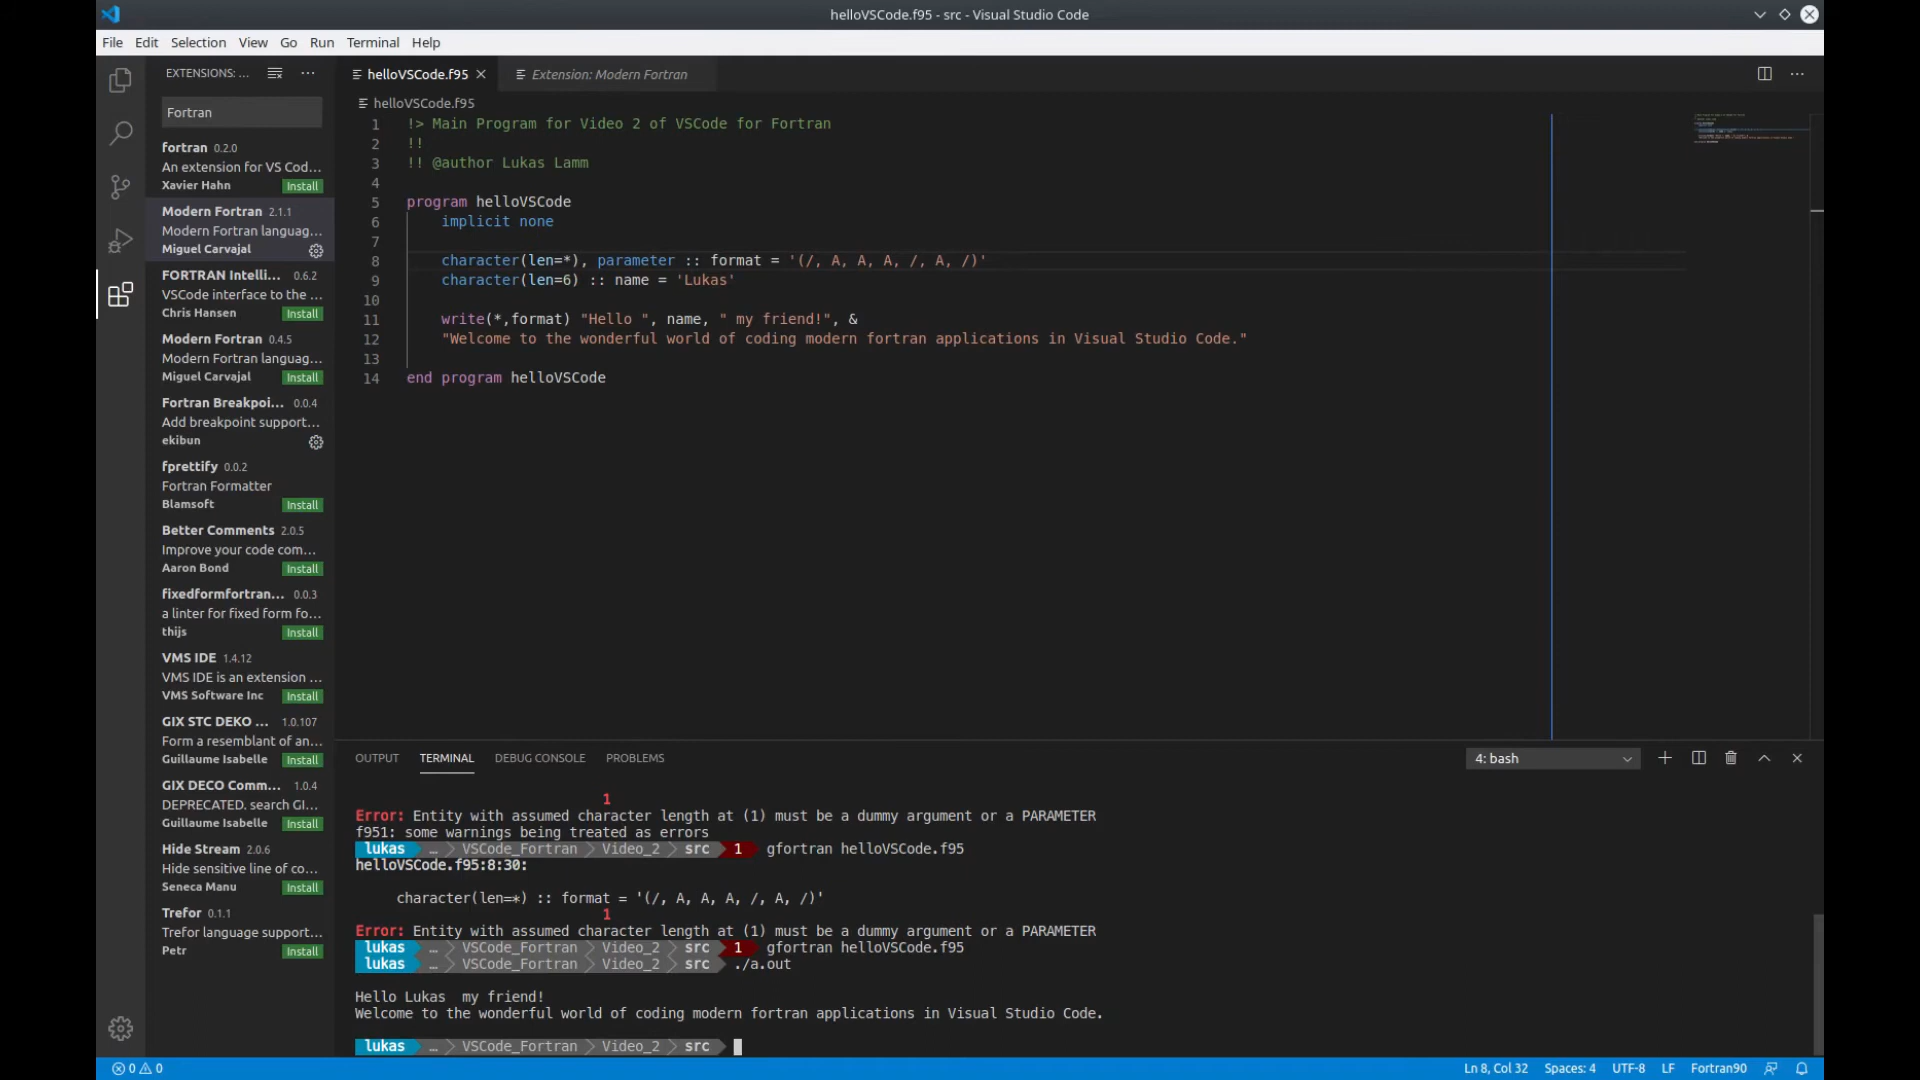 helloVSCode.f95 - src - Visual Studio Code
File Edit Selection View Go Run Terminal Help
EXTENSIONS: ...
helloVSCode.f95
Extension: Modern Fortran
Fortran
helloVSCode.f95
fortran 0.2.0
An extension for VS Cod...
Xavier Hahn Install
Modern Fortran 2.1.1
Modern Fortran languag...
Miguel Carvajal
FORTRAN Intelli... 0.6.2
VSCode interface to the ...
Chris Hansen Install
Modern Fortran 0.4.5
Modern Fortran languag...
Miguel Carvajal Install
Fortran Breakpoi... 0.0.4
Add breakpoint support...
ekibun
fprettify 0.0.2
Fortran Formatter
Blamsoft Install
Better Comments 2.0.5
Improve your code com...
Aaron Bond Install
fixedformfortran... 0.0.3
a linter for fixed form fo...
thijs Install
VMS IDE 1.4.12
VMS IDE is an extension ...
VMS Software Inc Install
GIX STC DEKO ... 1.0.107
Form a resemblant of an...
Guillaume Isabelle Install
GIX DECO Comm... 1.0.4
DEPRECATED. search GI...
Guillaume Isabelle Install
Hide Stream 2.0.6
Hide sensitive line of co...
Seneca Manu Install
Trefor 0.1.1
Trefor language support...
Petr Install
1 !> Main Program for Video 2 of VSCode for Fortran
2 !!
3 !! @author Lukas Lamm
4
5 program helloVSCode
6 implicit none
7
8 character(len=*), parameter :: format = '(/, A, A, A, /, A, /)'
9 character(len=6) :: name = 'Lukas'
10
11 write(*,format) "Hello ", name, " my friend!", &
12 "Welcome to the wonderful world of coding modern fortran applications in Visual Studio Code."
13
14 end program helloVSCode
OUTPUT TERMINAL DEBUG CONSOLE PROBLEMS
4: bash
1
Error: Entity with assumed character length at (1) must be a dummy argument or a PARAMETER
f951: some warnings being treated as errors
lukas … VSCode_Fortran Video_2 src 1 gfortran helloVSCode.f95
helloVSCode.f95:8:30:
character(len=*) :: format = '(/, A, A, A, /, A, /)'
1
Error: Entity with assumed character length at (1) must be a dummy argument or a PARAMETER
lukas … VSCode_Fortran Video_2 src 1 gfortran helloVSCode.f95
lukas … VSCode_Fortran Video_2 src ./a.out
Hello Lukas  my friend!
Welcome to the wonderful world of coding modern fortran applications in Visual Studio Code.
lukas … VSCode_Fortran Video_2 src
0 0
Ln 8, Col 32 Spaces: 4 UTF-8 LF Fortran90